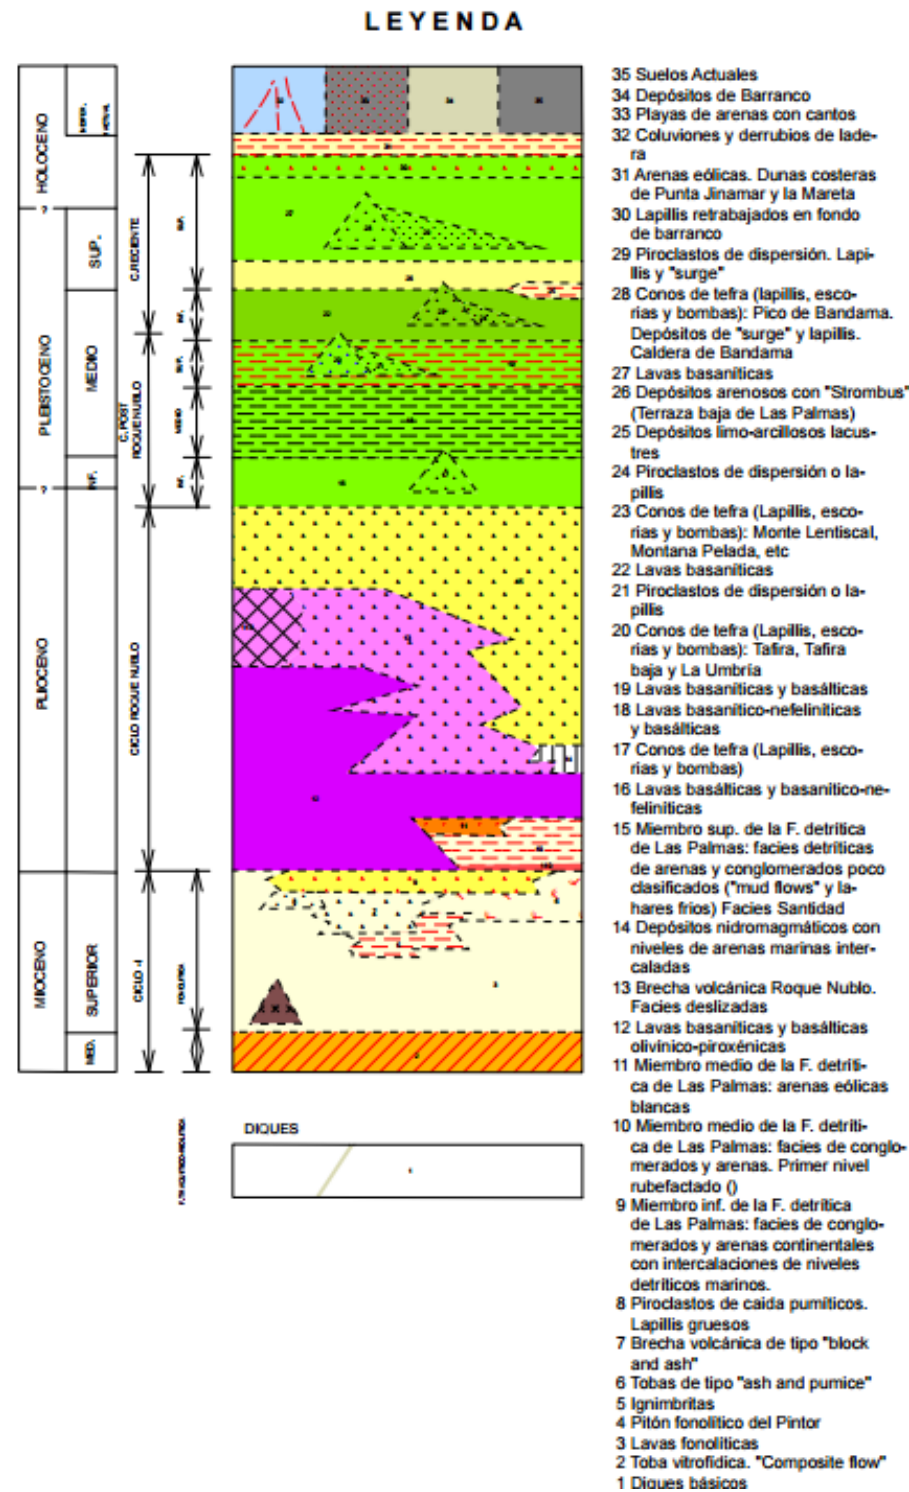 LEYENDA
HOLOCENO
PLEISTOCENO
SUP.
MEDIO
INF.
PLIOCENO
MIOCENO
SUPERIOR
MED.
C.RECIENTE
SUP.
INF.
C. POST
ROQUE NUBLO
SUP.
MEDIO
INF.
CICLO ROQUE NUBLO
CICLO -I
DIQUES
35 Suelos Actuales
34 Depósitos de Barranco
33 Playas de arenas con cantos
32 Coluviones y derrubios de lade-
ra
31 Arenas eólicas. Dunas costeras
de Punta Jinamar y la Mareta
30 Lapillis retrabajados en fondo
de barranco
29 Piroclastos de dispersión. Lapi-
llis y "surge"
28 Conos de tefra (lapillis, esco-
rias y bombas): Pico de Bandama.
Depósitos de "surge" y lapillis.
Caldera de Bandama
27 Lavas basaníticas
26 Depósitos arenosos con "Strombus"
(Terraza baja de Las Palmas)
25 Depósitos limo-arcillosos lacus-
tres
24 Piroclastos de dispersión o la-
pillis
23 Conos de tefra (Lapillis, esco-
rias y bombas): Monte Lentiscal,
Montana Pelada, etc
22 Lavas basaníticas
21 Piroclastos de dispersión o la-
pillis
20 Conos de tefra (Lapillis, esco-
rias y bombas): Tafira, Tafira
baja y La Umbría
19 Lavas basaníticas y basálticas
18 Lavas basanítico-nefeliníticas
y basálticas
17 Conos de tefra (Lapillis, esco-
rias y bombas)
16 Lavas basálticas y basanítico-ne-
feliníticas
15 Miembro sup. de la F. detrítica
de Las Palmas: facies detríticas
de arenas y conglomerados poco
clasificados ("mud flows" y la-
hares frios) Facies Santidad
14 Depósitos nidromagmáticos con
niveles de arenas marinas inter-
caladas
13 Brecha volcánica Roque Nublo.
Facies deslizadas
12 Lavas basaníticas y basálticas
olivínico-piroxénicas
11 Miembro medio de la F. detríti-
ca de Las Palmas: arenas eólicas
blancas
10 Miembro medio de la F. detríti-
ca de Las Palmas: facies de conglo-
merados y arenas. Primer nivel
rubefactado ()
9 Miembro inf. de la F. detrítica
de Las Palmas: facies de conglo-
merados y arenas continentales
con intercalaciones de niveles
detríticos marinos.
8 Piroclastos de caida pumíticos.
Lapillis gruesos
7 Brecha volcánica de tipo "block
and ash"
6 Tobas de tipo "ash and pumice"
5 Ignimbritas
4 Pitón fonolítico del Pintor
3 Lavas fonolíticas
2 Toba vitrofídica. "Composite flow"
1 Diques básicos